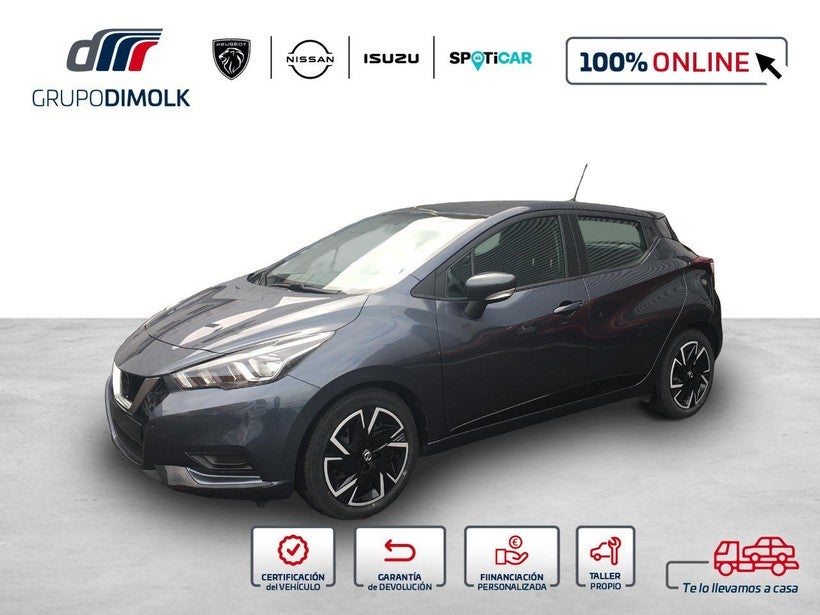 PEUGEOT
NISSAN
ISUZU
SPOTiCAR
100% ONLINE
GRUPODIMOLK
CERTIFICACIÓN
del VEHÍCULO
GARANTÍA
de DEVOLUCIÓN
FIINANCIACIÓN
PERSONALIZADA
TALLER
PROPIO
Te lo llevamos a casa